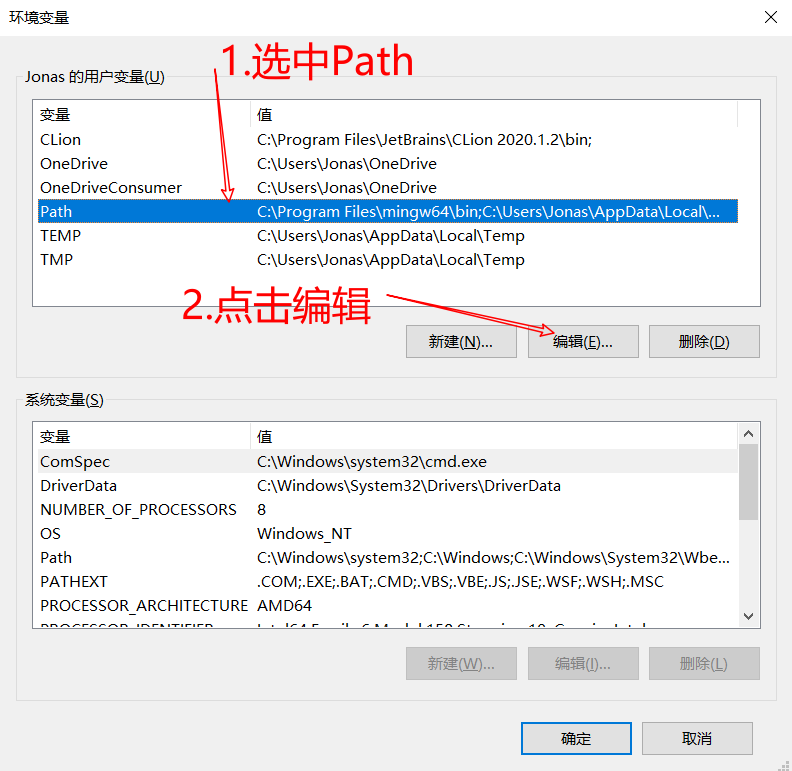 环境变量
1.选中Path
Jonas 的用户变量(U)
变量 值
CLion C:\Program Files\JetBrains\CLion 2020.1.2\bin;
OneDrive C:\Users\Jonas\OneDrive
OneDriveConsumer C:\Users\Jonas\OneDrive
Path C:\Program Files\mingw64\bin;C:\Users\Jonas\AppData\Local\...
TEMP C:\Users\Jonas\AppData\Local\Temp
TMP C:\Users\Jonas\AppData\Local\Temp
2.点击编辑
新建(N)... 编辑(E)... 删除(D)
系统变量(S)
变量 值
ComSpec C:\Windows\system32\cmd.exe
DriverData C:\Windows\System32\Drivers\DriverData
NUMBER_OF_PROCESSORS 8
OS Windows_NT
Path C:\Windows\system32;C:\Windows;C:\Windows\System32\Wbe...
PATHEXT .COM;.EXE;.BAT;.CMD;.VBS;.VBE;.JS;.JSE;.WSF;.WSH;.MSC
PROCESSOR_ARCHITECTURE AMD64
新建(W)... 编辑(I)... 删除(L)
确定 取消